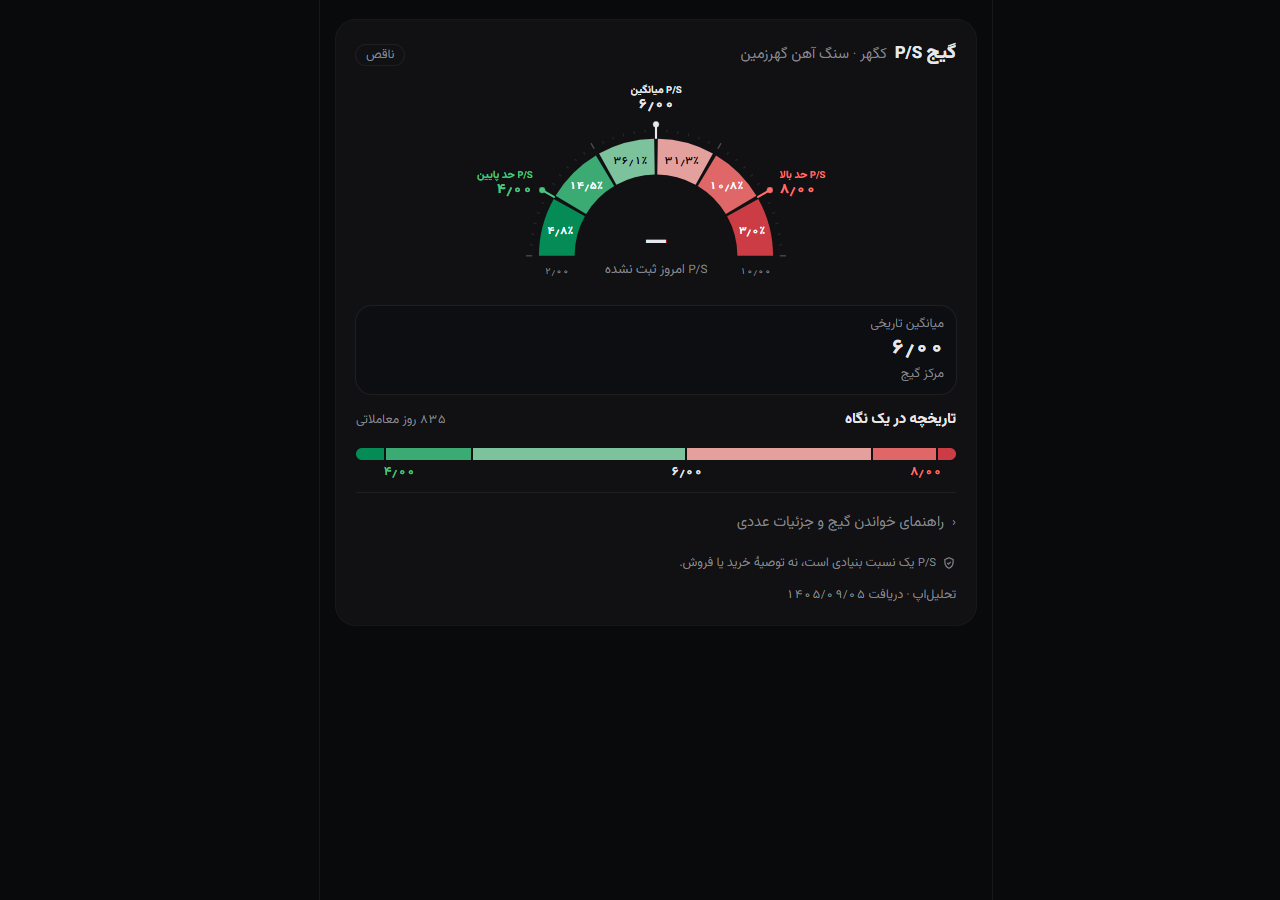 گیج P/S کگهر · سنگ آهن گهرزمین
ناقص
P/S میانگین
۶٫۰۰
۳۶٫۱٪
۳۱٫۳٪
P/S حد پایین
۴٫۰۰
۱۴٫۵٪
۱۰٫۸٪
P/S حد بالا
۸٫۰۰
۴٫۸٪
—
۳٫۰٪
۲٫۰۰
P/S امروز ثبت نشده
۱۰٫۰۰
میانگین تاریخی
۶٫۰۰
مرکز گیج
تاریخچه در یک نگاه
۸۳۵ روز معاملاتی
۴٫۰۰
۶٫۰۰
۸٫۰۰
‹ راهنمای خواندن گیج و جزئیات عددی
P/S یک نسبت بنیادی است، نه توصیهٔ خرید یا فروش.
تحلیل‌اپ · دریافت ۱۴۰۵/۰۹/۰۵